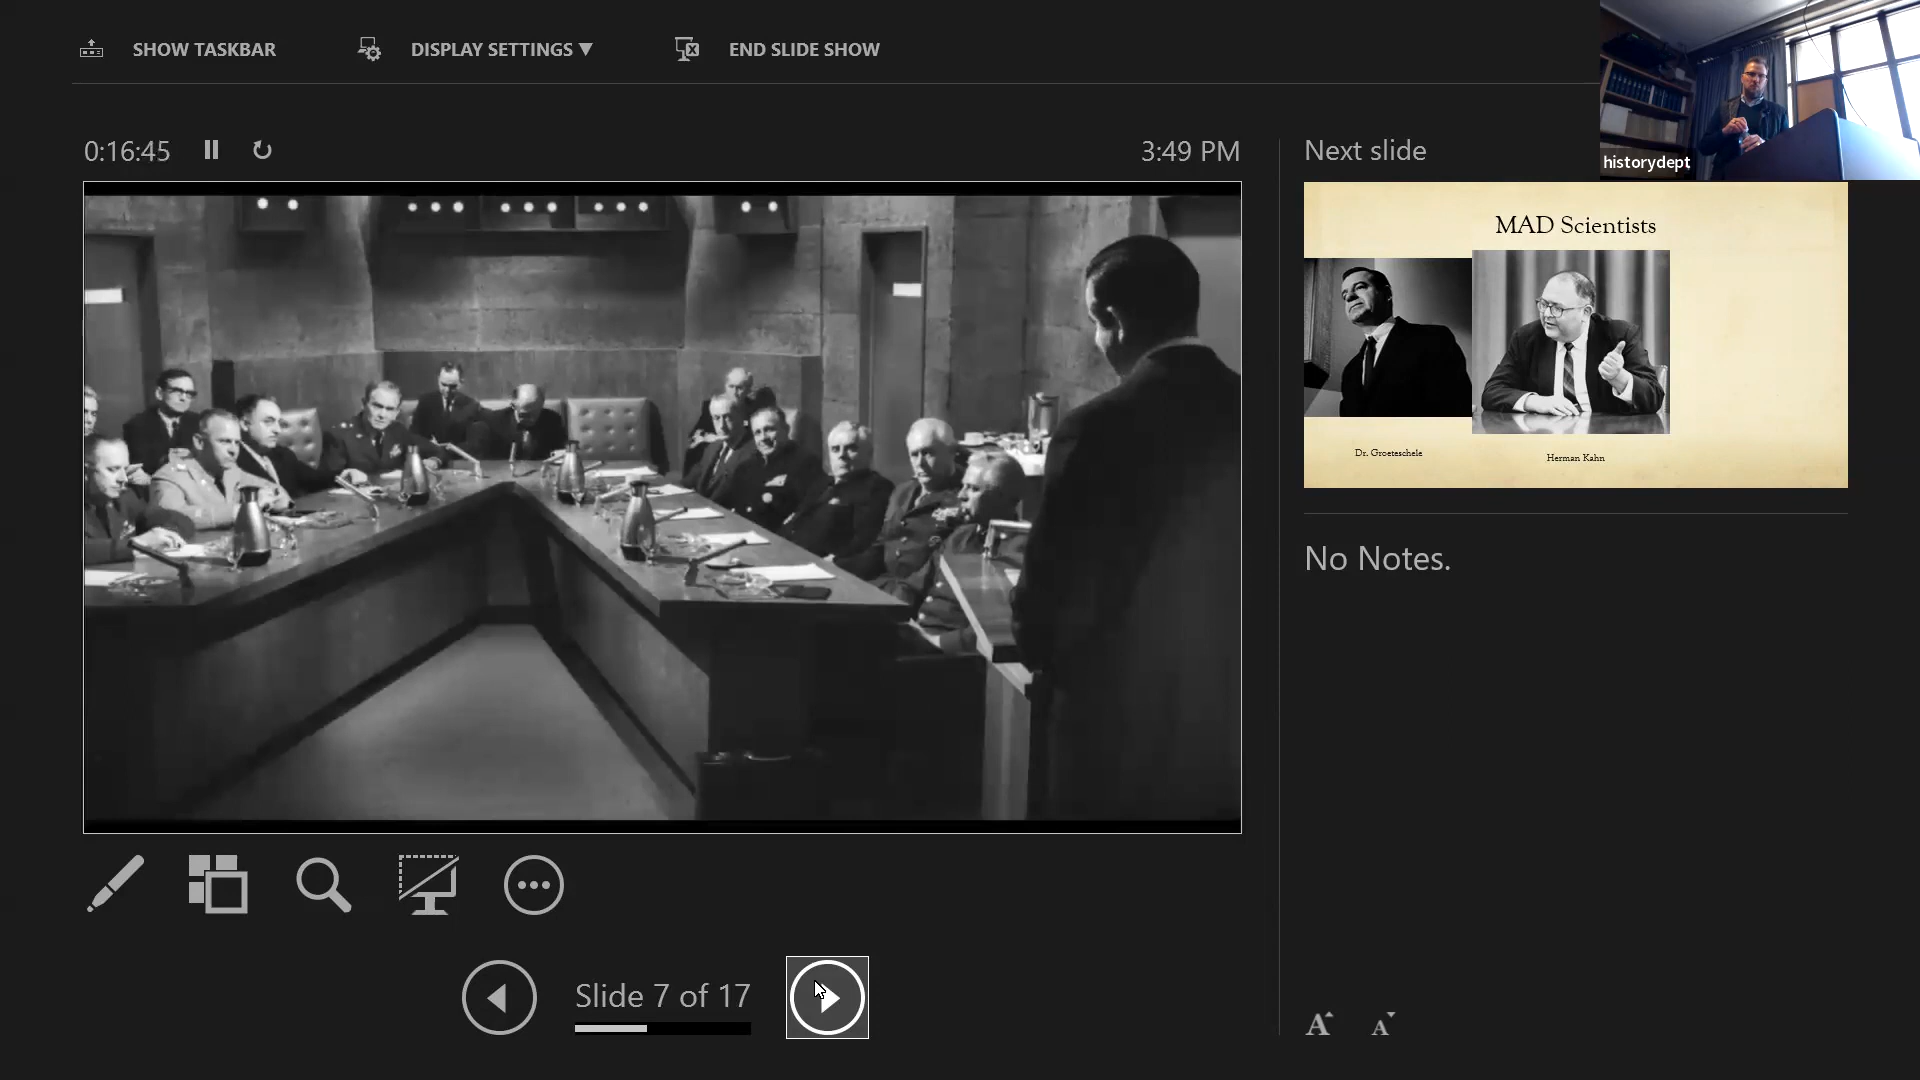 SHOW TASKBAR
DISPLAY SETTINGS ▼
END SLIDE SHOW
historydept
0:16:45
3:49 PM
Next slide
MAD Scientists
Dr. Groeteschele
Herman Kahn
No Notes.
Slide 7 of 17
A
A